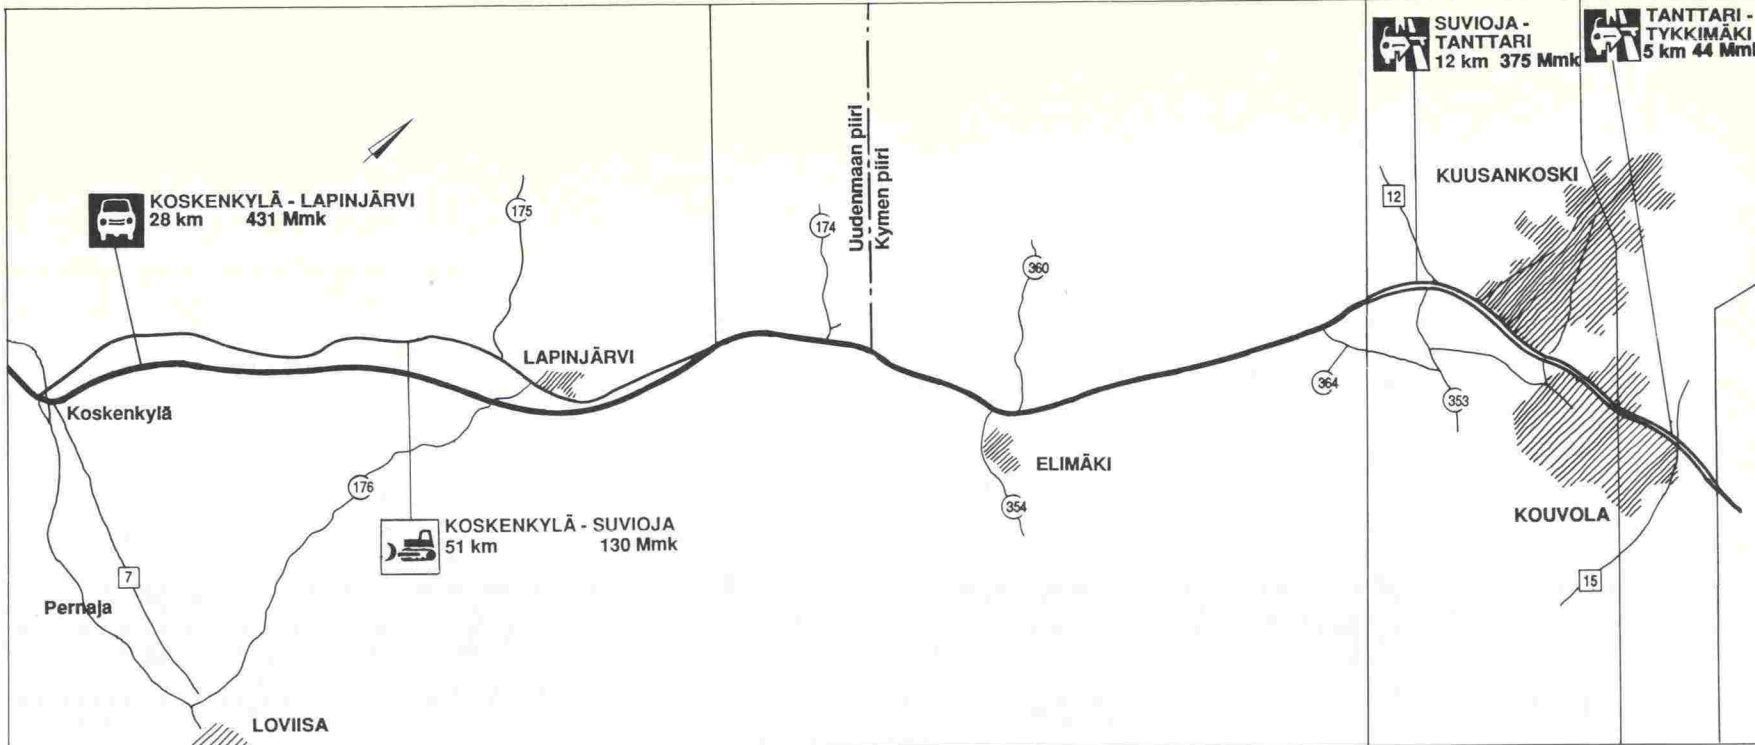 SUVIOJA -
TANTTARI
12 km 375 Mmk
TANTTARI -
TYKKIMÄKI
5 km 44 Mmk
Uudenmaan piiri
Kymen piiri
KUUSANKOSKI
KOSKENKYLÄ - LAPINJÄRVI
28 km 431 Mmk
175
174
12
360
LAPINJÄRVI
364
353
Koskenkylä
ELIMÄKI
176
354
KOUVOLA
KOSKENKYLÄ - SUVIOJA
51 km 130 Mmk
7
15
Pernaja
LOVIISA